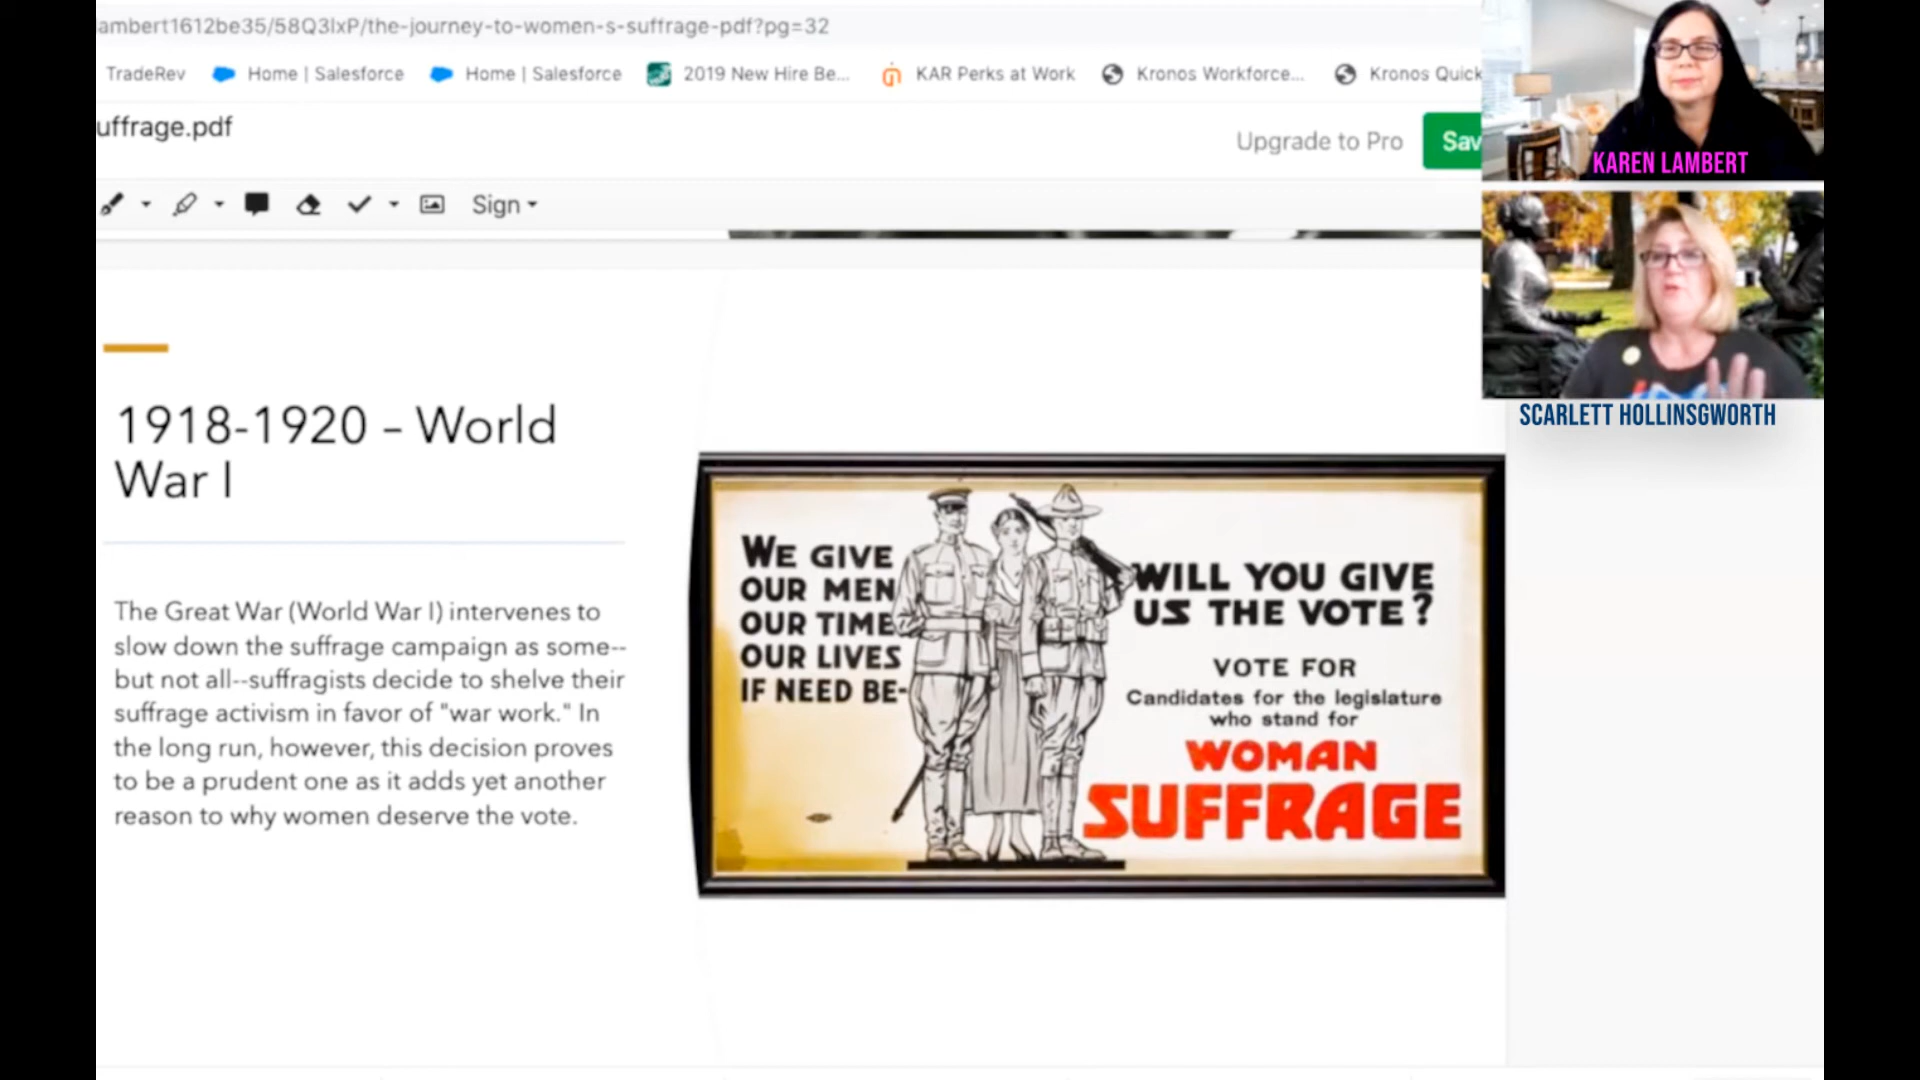 ambert1612be35/58Q3lxP/the-journey-to-women-s-suffrage-pdf?pg=32
TradeRev Home | Salesforce Home | Salesforce 2019 New Hire Be... KAR Perks at Work Kronos Workforce... Kronos Quick
uffrage.pdf
Upgrade to Pro Sav
Sign
KAREN LAMBERT
SCARLETT HOLLINSGWORTH
1918-1920 – World
War I
The Great War (World War I) intervenes to
slow down the suffrage campaign as some--
but not all--suffragists decide to shelve their
suffrage activism in favor of "war work." In
the long run, however, this decision proves
to be a prudent one as it adds yet another
reason to why women deserve the vote.
WE GIVE
OUR MEN
OUR TIME
OUR LIVES
IF NEED BE-
WILL YOU GIVE
US THE VOTE?
VOTE FOR
Candidates for the legislature
who stand for
WOMAN
SUFFRAGE